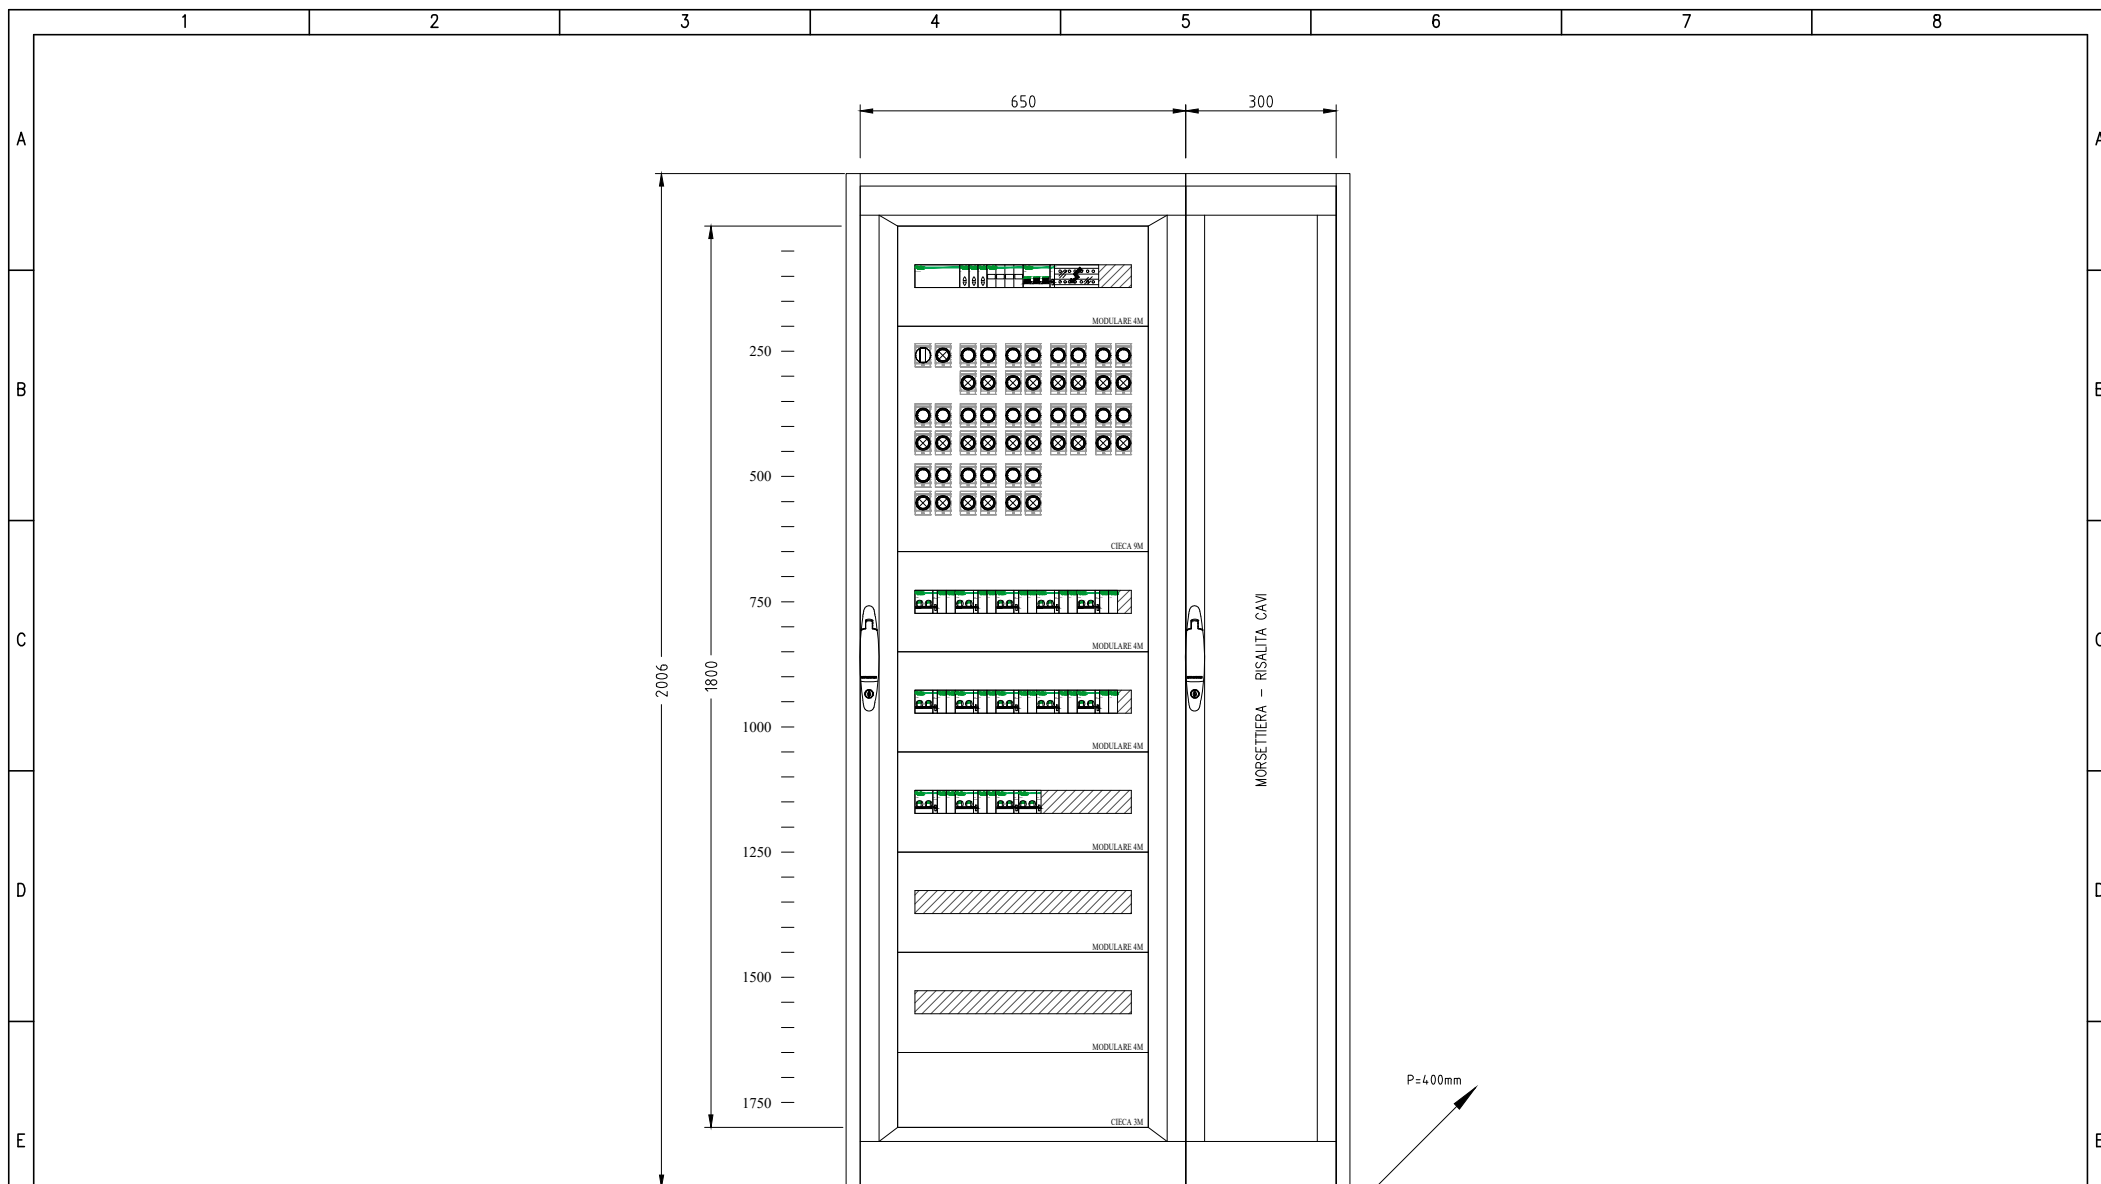 1 2 3 4 5 6 7 8
650 300
A A
MODULARE 4M
250
B B
500
CIECA 9M
750
C C
2006
1800
MORSETTIERA - RISALITA CAVI
MODULARE 4M
1000
MODULARE 4M
1250
MODULARE 4M
D D
MODULARE 4M
1500
MODULARE 4M
P=400mm
1750
CIECA 3M
E E